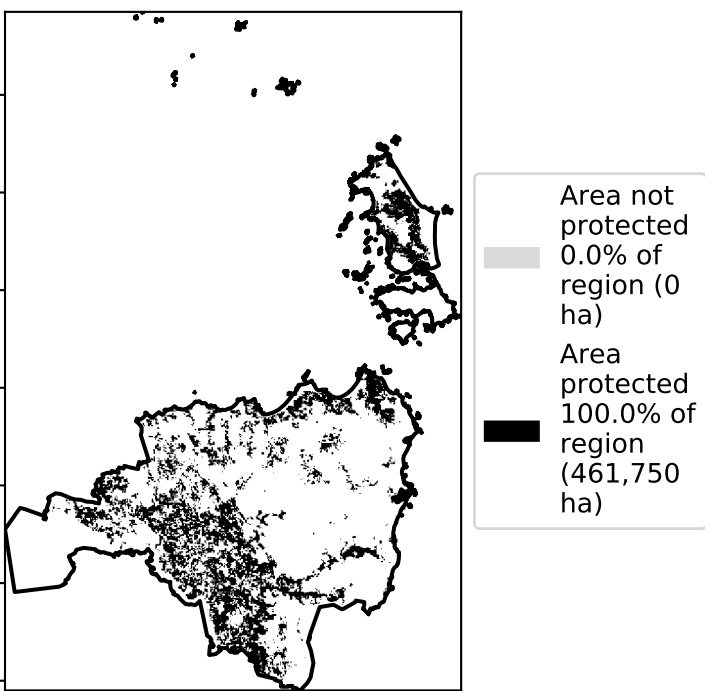 Area not
protected
0.0% of
region (0
ha)
Area
protected
100.0% of
region
(461,750
ha)